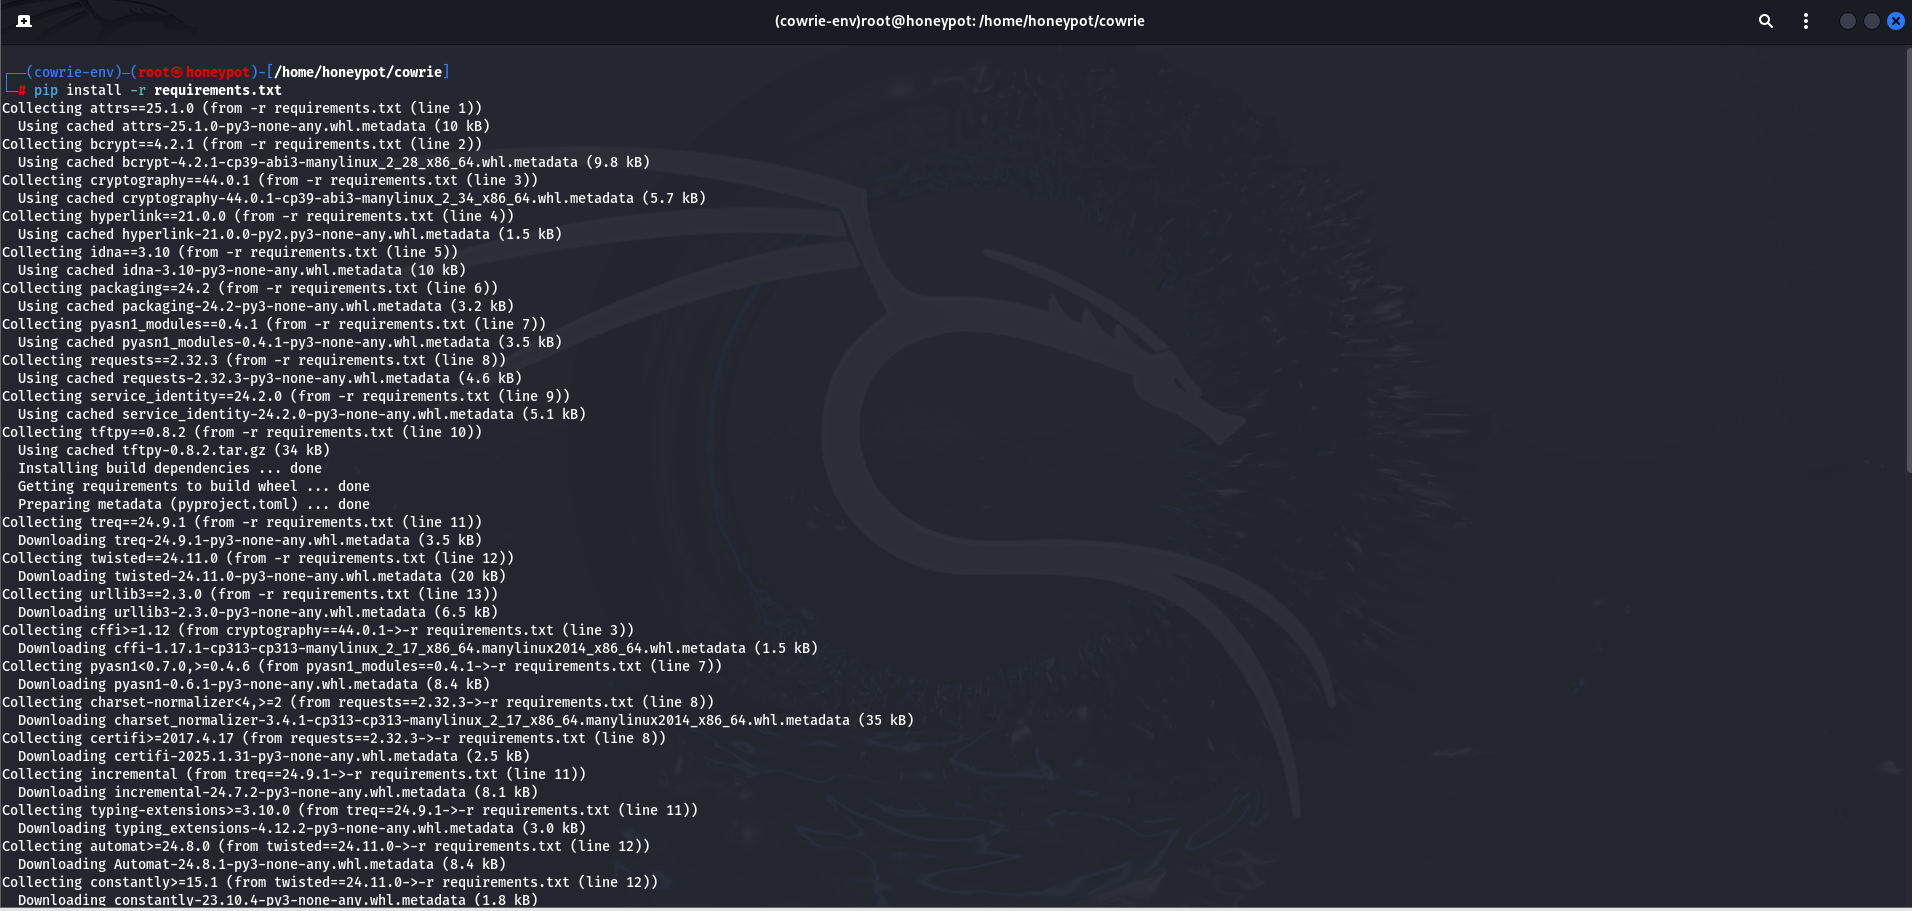 (cowrie-env)root@honeypot: /home/honeypot/cowrie
┌──(cowrie-env)─(root㉿honeypot)-[/home/honeypot/cowrie]
└─# pip install -r requirements.txt
Collecting attrs==25.1.0 (from -r requirements.txt (line 1))
  Using cached attrs-25.1.0-py3-none-any.whl.metadata (10 kB)
Collecting bcrypt==4.2.1 (from -r requirements.txt (line 2))
  Using cached bcrypt-4.2.1-cp39-abi3-manylinux_2_28_x86_64.whl.metadata (9.8 kB)
Collecting cryptography==44.0.1 (from -r requirements.txt (line 3))
  Using cached cryptography-44.0.1-cp39-abi3-manylinux_2_34_x86_64.whl.metadata (5.7 kB)
Collecting hyperlink==21.0.0 (from -r requirements.txt (line 4))
  Using cached hyperlink-21.0.0-py2.py3-none-any.whl.metadata (1.5 kB)
Collecting idna==3.10 (from -r requirements.txt (line 5))
  Using cached idna-3.10-py3-none-any.whl.metadata (10 kB)
Collecting packaging==24.2 (from -r requirements.txt (line 6))
  Using cached packaging-24.2-py3-none-any.whl.metadata (3.2 kB)
Collecting pyasn1_modules==0.4.1 (from -r requirements.txt (line 7))
  Using cached pyasn1_modules-0.4.1-py3-none-any.whl.metadata (3.5 kB)
Collecting requests==2.32.3 (from -r requirements.txt (line 8))
  Using cached requests-2.32.3-py3-none-any.whl.metadata (4.6 kB)
Collecting service_identity==24.2.0 (from -r requirements.txt (line 9))
  Using cached service_identity-24.2.0-py3-none-any.whl.metadata (5.1 kB)
Collecting tftpy==0.8.2 (from -r requirements.txt (line 10))
  Using cached tftpy-0.8.2.tar.gz (34 kB)
  Installing build dependencies ... done
  Getting requirements to build wheel ... done
  Preparing metadata (pyproject.toml) ... done
Collecting treq==24.9.1 (from -r requirements.txt (line 11))
  Downloading treq-24.9.1-py3-none-any.whl.metadata (3.5 kB)
Collecting twisted==24.11.0 (from -r requirements.txt (line 12))
  Downloading twisted-24.11.0-py3-none-any.whl.metadata (20 kB)
Collecting urllib3==2.3.0 (from -r requirements.txt (line 13))
  Downloading urllib3-2.3.0-py3-none-any.whl.metadata (6.5 kB)
Collecting cffi>=1.12 (from cryptography==44.0.1->-r requirements.txt (line 3))
  Downloading cffi-1.17.1-cp313-cp313-manylinux_2_17_x86_64.manylinux2014_x86_64.whl.metadata (1.5 kB)
Collecting pyasn1<0.7.0,>=0.4.6 (from pyasn1_modules==0.4.1->-r requirements.txt (line 7))
  Downloading pyasn1-0.6.1-py3-none-any.whl.metadata (8.4 kB)
Collecting charset-normalizer<4,>=2 (from requests==2.32.3->-r requirements.txt (line 8))
  Downloading charset_normalizer-3.4.1-cp313-cp313-manylinux_2_17_x86_64.manylinux2014_x86_64.whl.metadata (35 kB)
Collecting certifi>=2017.4.17 (from requests==2.32.3->-r requirements.txt (line 8))
  Downloading certifi-2025.1.31-py3-none-any.whl.metadata (2.5 kB)
Collecting incremental (from treq==24.9.1->-r requirements.txt (line 11))
  Downloading incremental-24.7.2-py3-none-any.whl.metadata (8.1 kB)
Collecting typing-extensions>=3.10.0 (from treq==24.9.1->-r requirements.txt (line 11))
  Downloading typing_extensions-4.12.2-py3-none-any.whl.metadata (3.0 kB)
Collecting automat>=24.8.0 (from twisted==24.11.0->-r requirements.txt (line 12))
  Downloading Automat-24.8.1-py3-none-any.whl.metadata (8.4 kB)
Collecting constantly>=15.1 (from twisted==24.11.0->-r requirements.txt (line 12))
  Downloading constantly-23.10.4-py3-none-any.whl.metadata (1.8 kB)